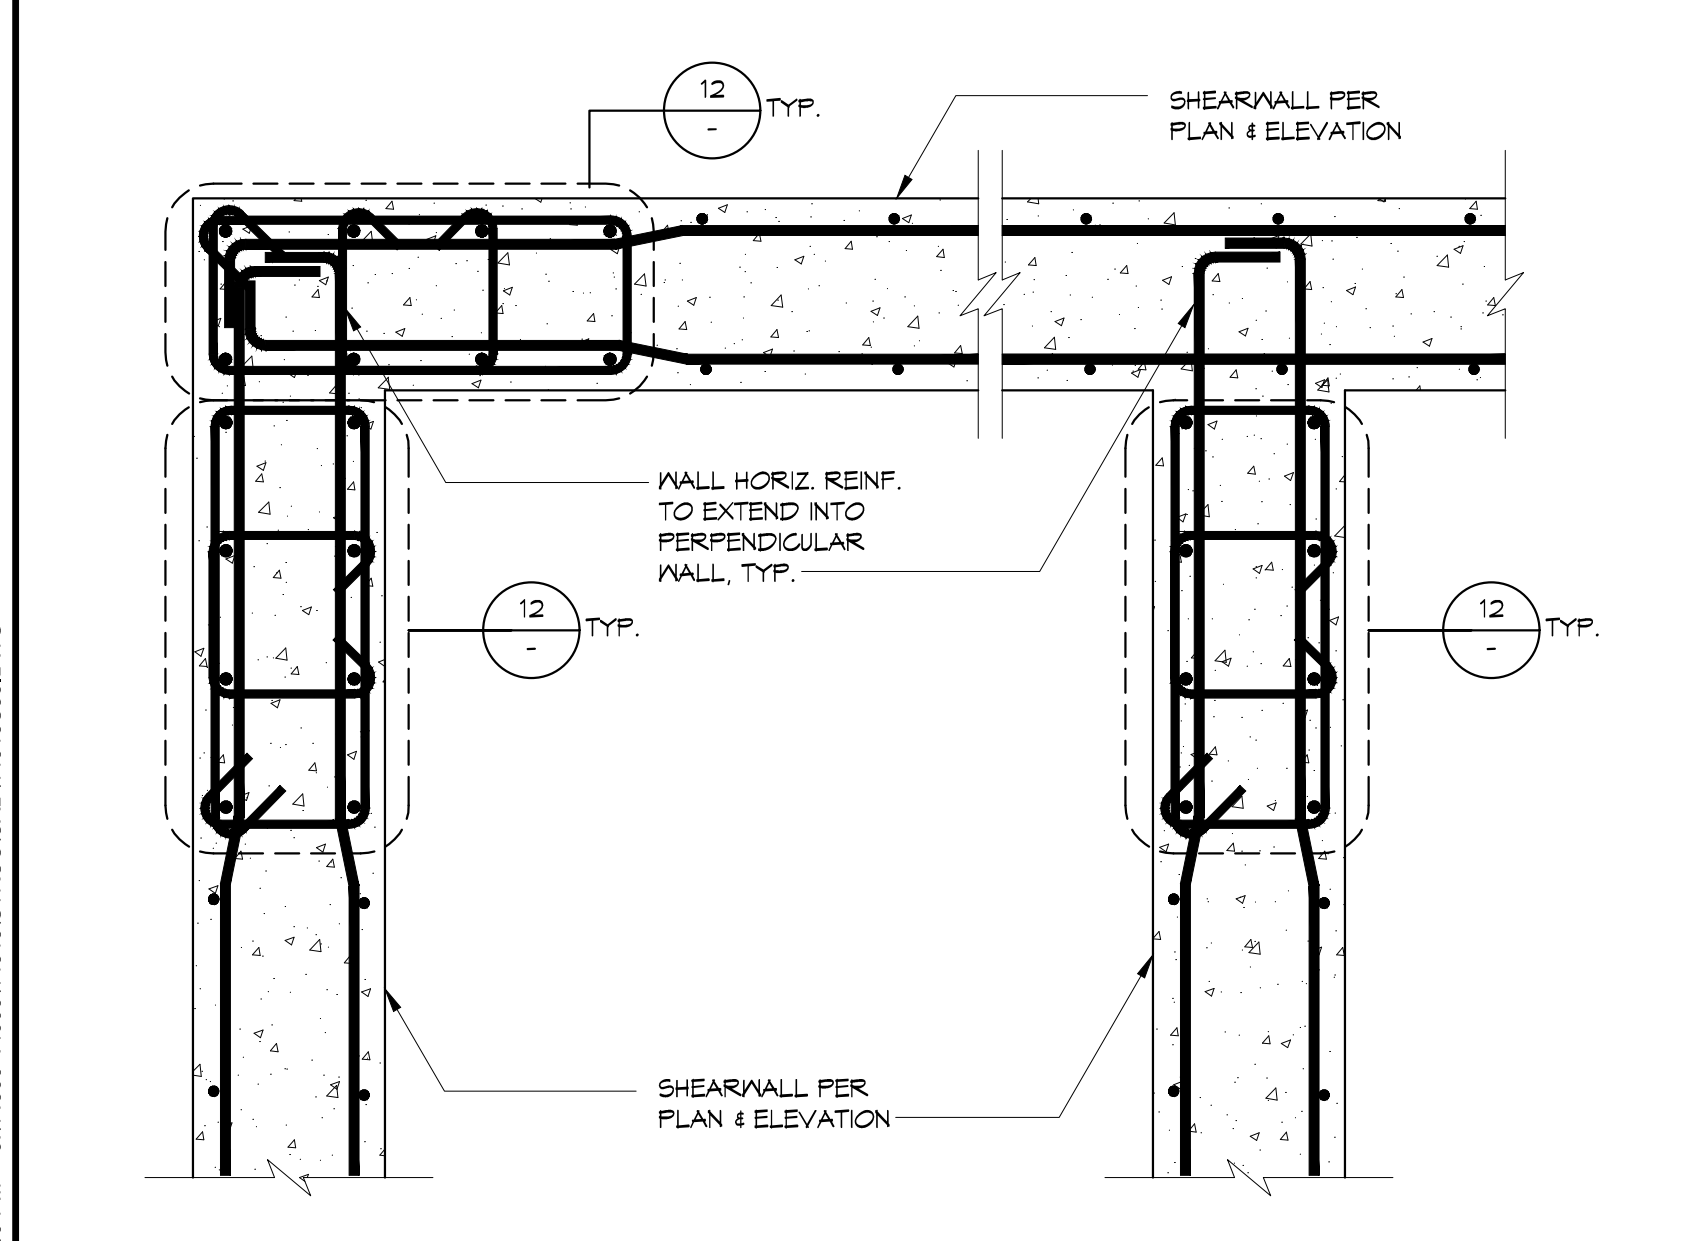 12
-
TYP.
SHEARWALL PER
PLAN & ELEVATION
WALL HORIZ. REINF.
TO EXTEND INTO
PERPENDICULAR
WALL, TYP.
12
-
TYP.
12
-
TYP.
SHEARWALL PER
PLAN & ELEVATION